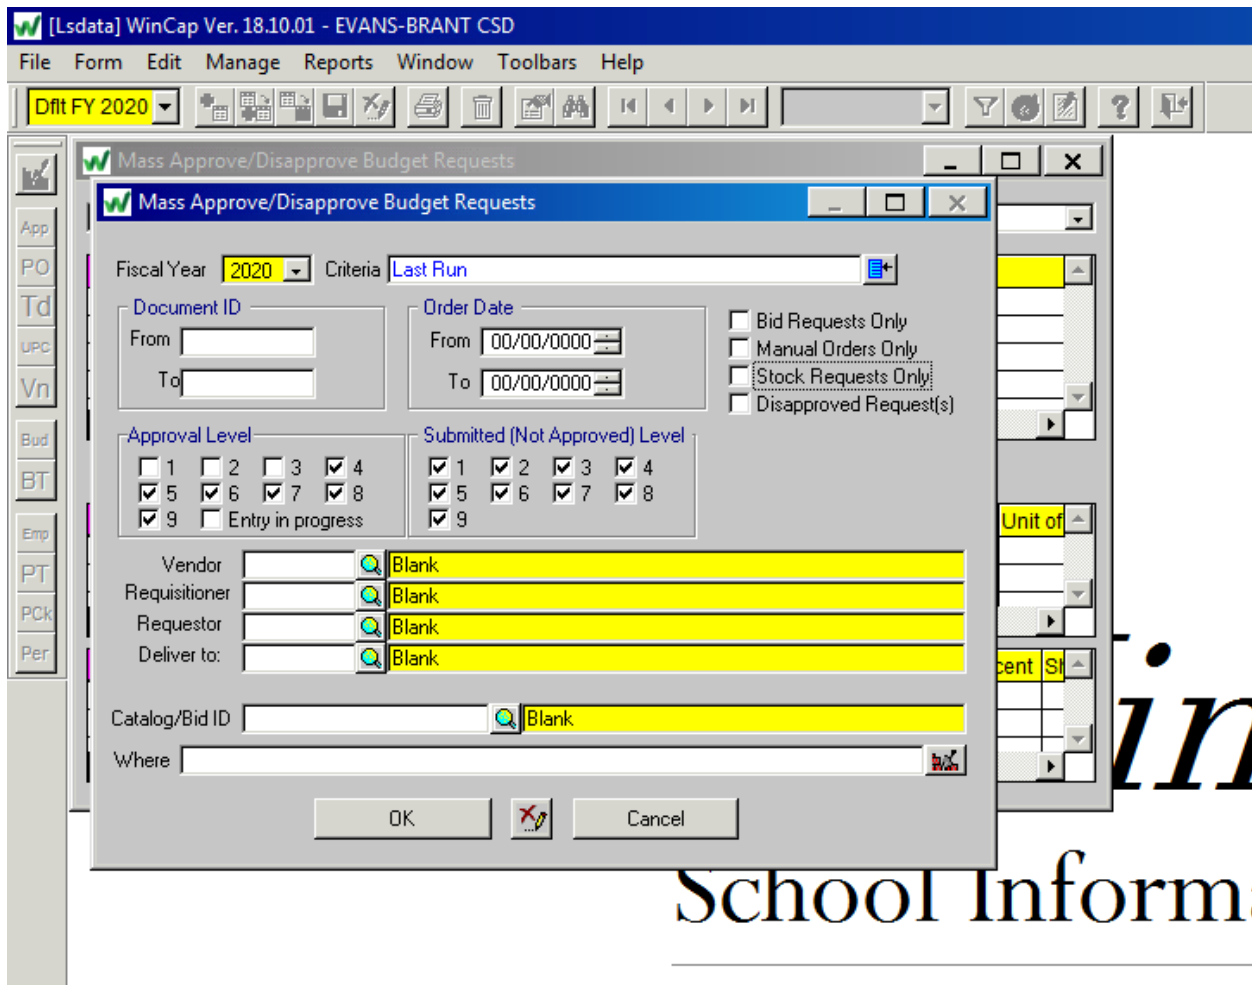 [Lsdata] WinCap Ver. 18.10.01 - EVANS-BRANT CSD
File Form Edit Manage Reports Window Toolbars Help
Dflt FY 2020
Mass Approve/Disapprove Budget Requests
Mass Approve/Disapprove Budget Requests
App
PO
Td
UPC
Vn
Bud
BT
Emp
PT
PCk
Per
Fiscal Year 2020 Criteria Last Run
Document ID
From
To
Order Date
From 00/00/0000
To 00/00/0000
Bid Requests Only
Manual Orders Only
Stock Requests Only
Disapproved Request(s)
Approval Level
1 2 3 4
5 6 7 8
9 Entry in progress
Submitted (Not Approved) Level
1 2 3 4
5 6 7 8
9
Unit of
Vendor Blank
Requisitioner Blank
Requestor Blank
Deliver to: Blank
cent Sh
Catalog/Bid ID Blank
Where
OK Cancel
in
School Informa